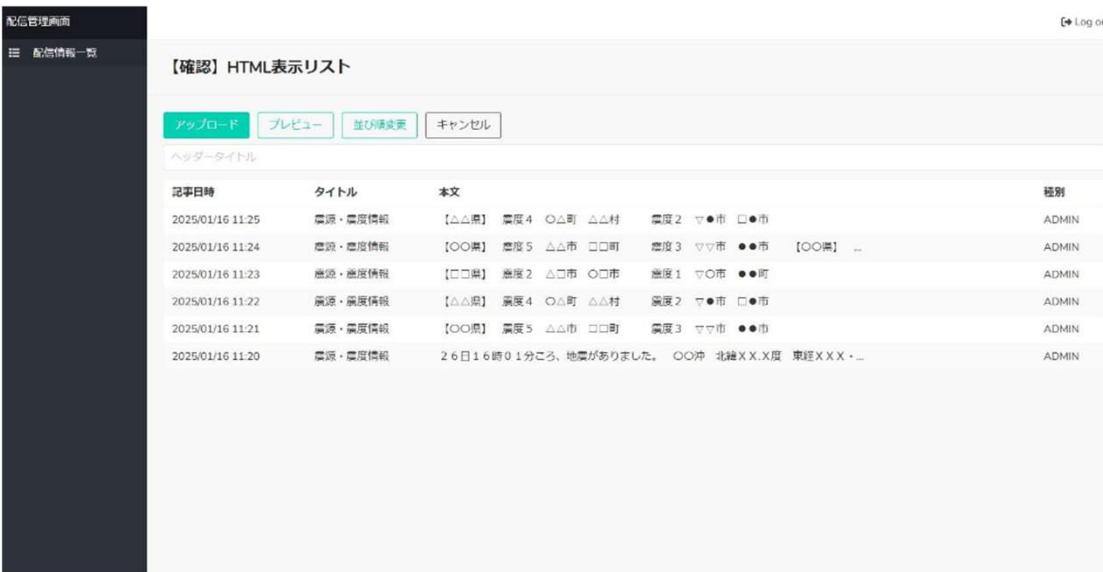 配信管理画面
Log o
配信情報一覧
【確認】HTML表示リスト
アップロード プレビュー 並び順変更 キャンセル
ヘッダータイトル
記事日時 タイトル 本文 種別
2025/01/16 11:25 震源・震度情報 【△△県】 震度4 〇△町 △△村 震度2 ▽●市 □●市 ADMIN
2025/01/16 11:24 震源・震度情報 【〇〇県】 震度5 △△市 □□町 震度3 ▽▽市 ●●市 【〇〇県】 ... ADMIN
2025/01/16 11:23 震源・震度情報 【□□県】 震度2 △□市 〇□市 震度1 ▽〇市 ●●町 ADMIN
2025/01/16 11:22 震源・震度情報 【△△県】 震度4 〇△町 △△村 震度2 ▽●市 □●市 ADMIN
2025/01/16 11:21 震源・震度情報 【〇〇県】 震度5 △△市 □□町 震度3 ▽▽市 ●●市 ADMIN
2025/01/16 11:20 震源・震度情報 26日16時01分ころ、地震がありました。 〇〇沖 北緯XX.X度 東経XXX・... ADMIN